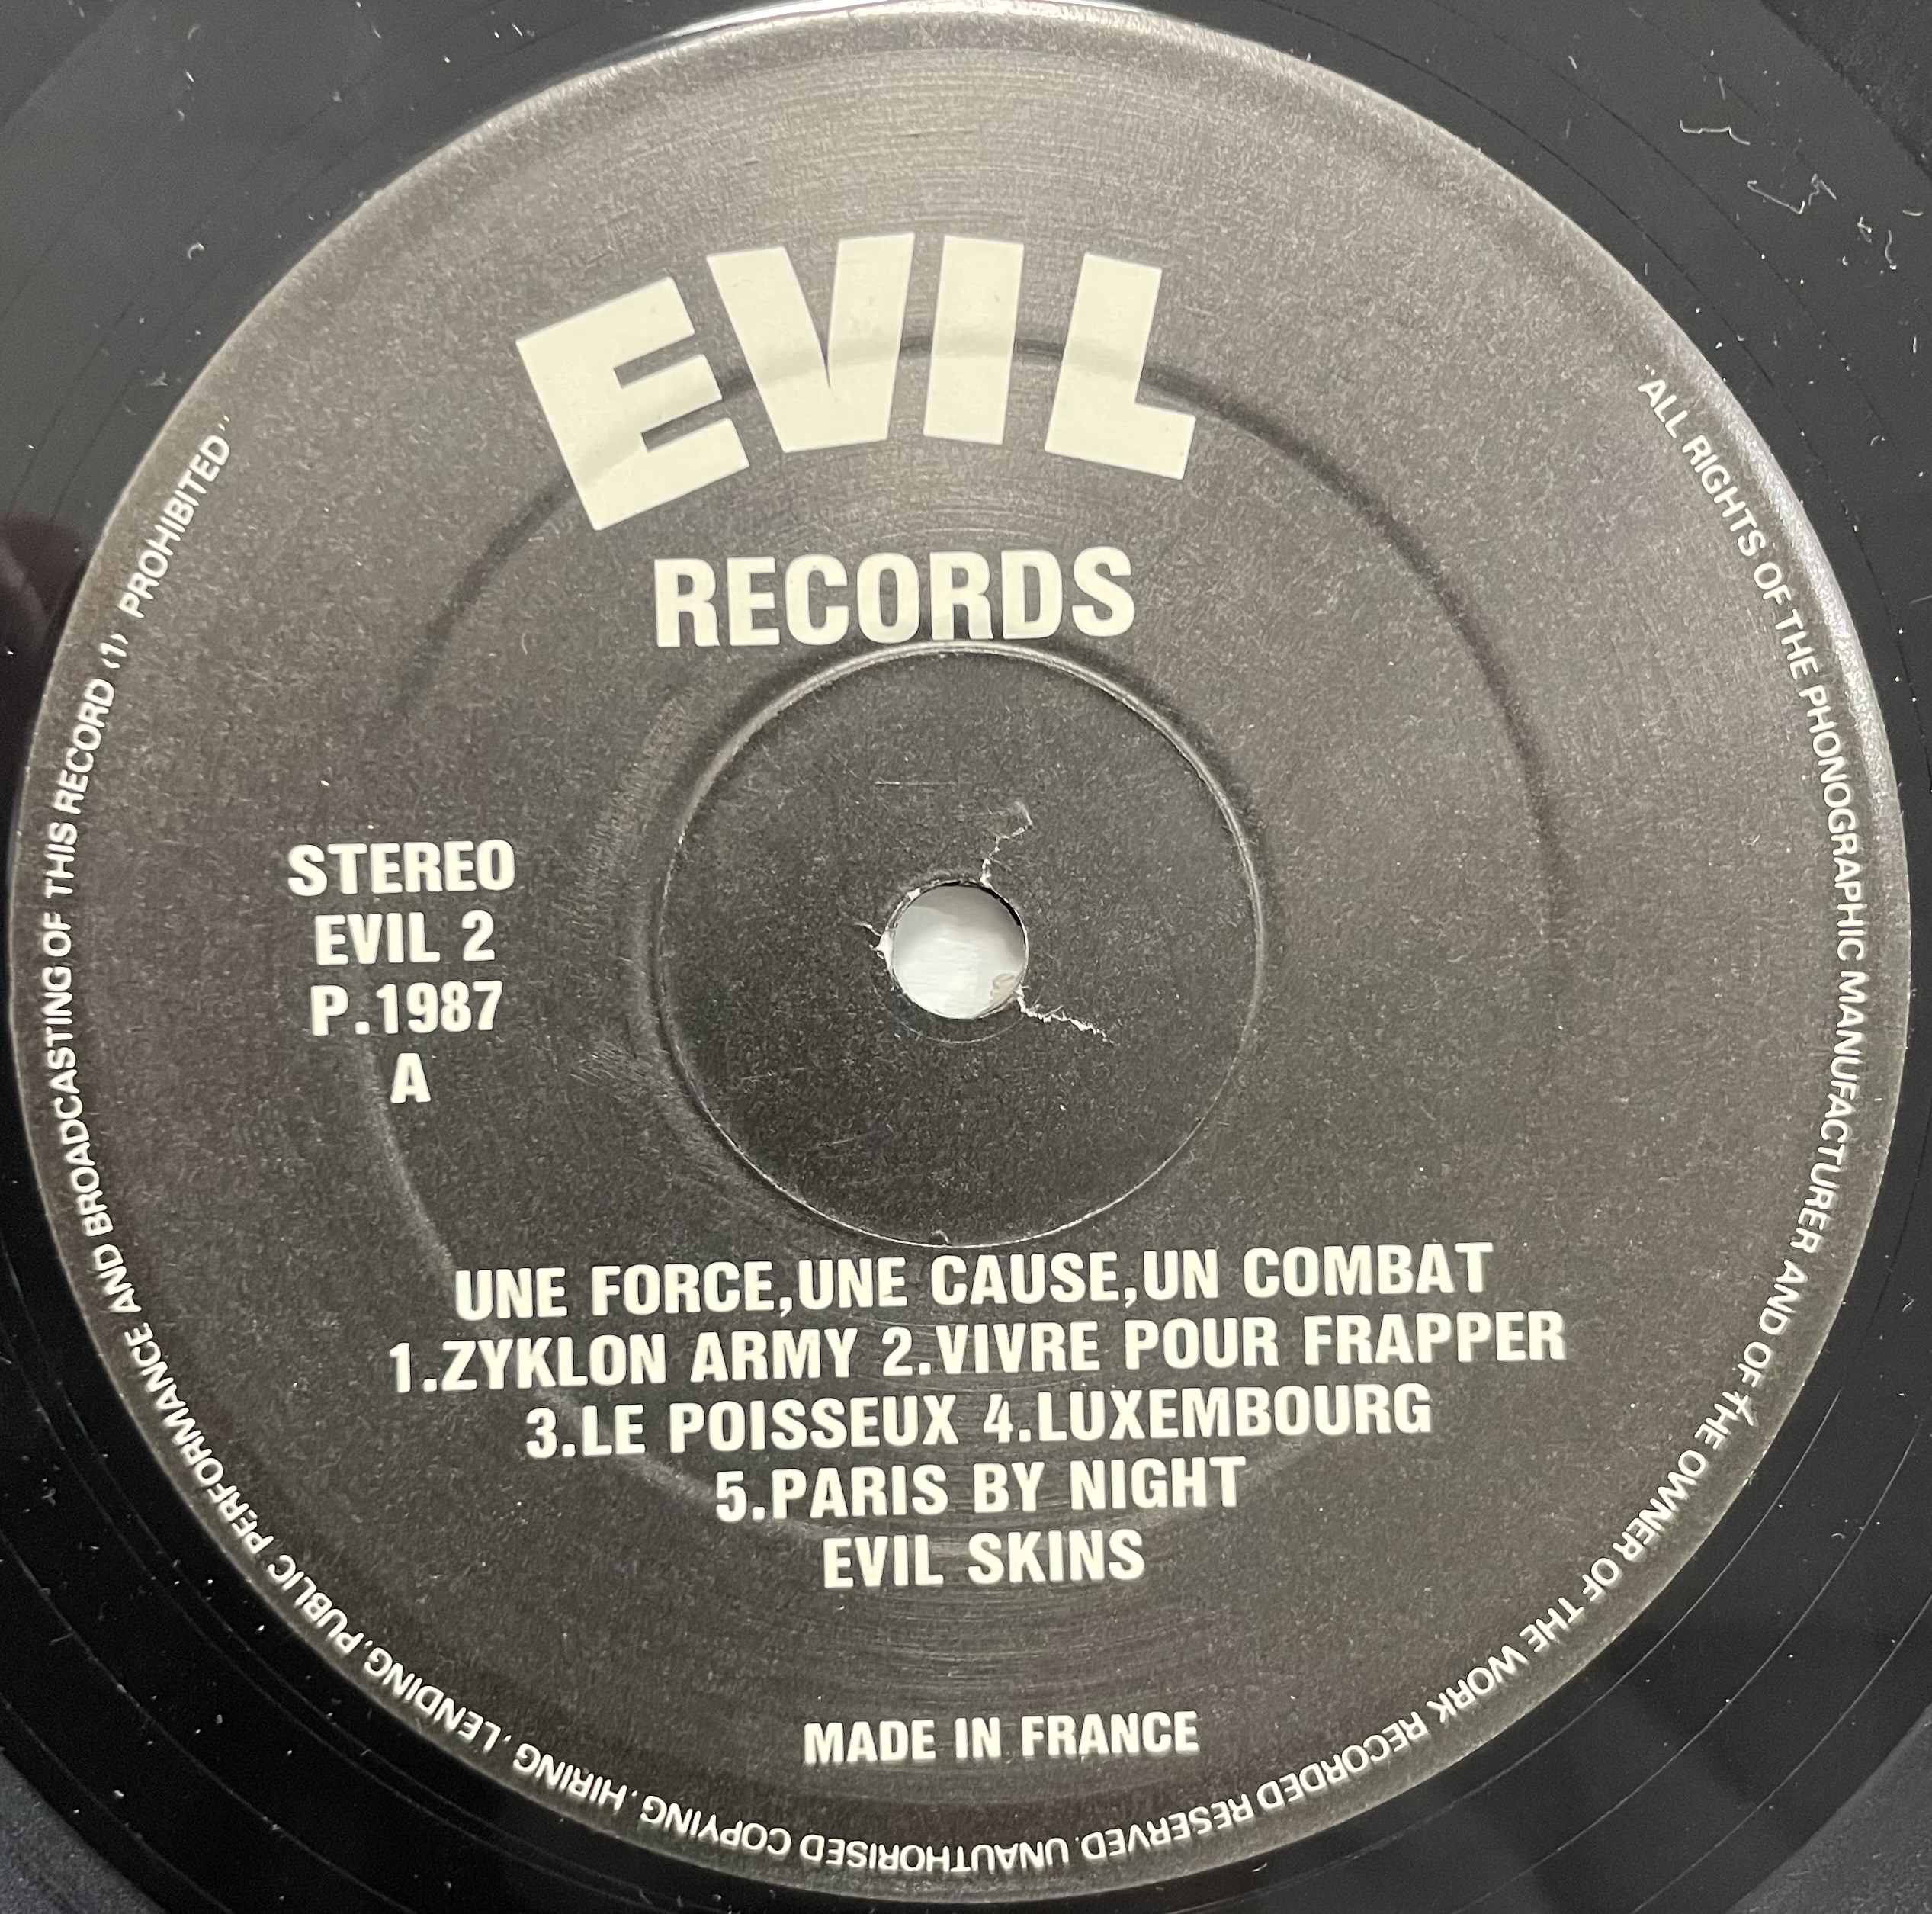 EVIL
RECORDS
STEREO
EVIL 2
P.1987
A
UNE FORCE,UNE CAUSE,UN COMBAT
1.ZYKLON ARMY 2.VIVRE POUR FRAPPER
3.LE POISSEUX 4.LUXEMBOURG
5.PARIS BY NIGHT
EVIL SKINS
MADE IN FRANCE
"ALL RIGHTS OF THE PHONOGRAPHIC MANUFACTURER AND OF THE OWNER OF THE WORK RECORDED RESERVED. UNAUTHORISED COPYING. HIRING. LENDING. PUBLIC PERFORMANCE AND BROADCASTING OF THIS RECORD ‹1› PROHIBITED"